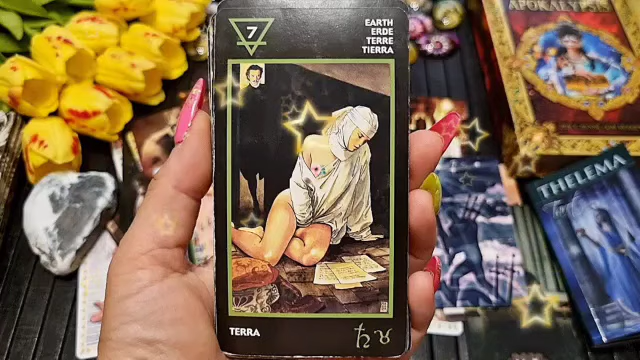 7
EARTH
ERDE
TERRE
TIERRA
TERRA
♄ ♉
APOKALYPSIS
THELEMA